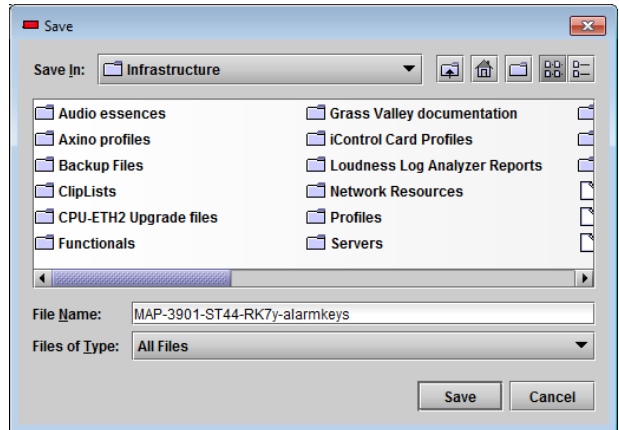 Save
Save In: Infrastructure
Audio essences
Axino profiles
Backup Files
ClipLists
CPU-ETH2 Upgrade files
Functionals
Grass Valley documentation
iControl Card Profiles
Loudness Log Analyzer Reports
Network Resources
Profiles
Servers
File Name: MAP-3901-ST44-RK7y-alarmkeys
Files of Type: All Files
Save Cancel